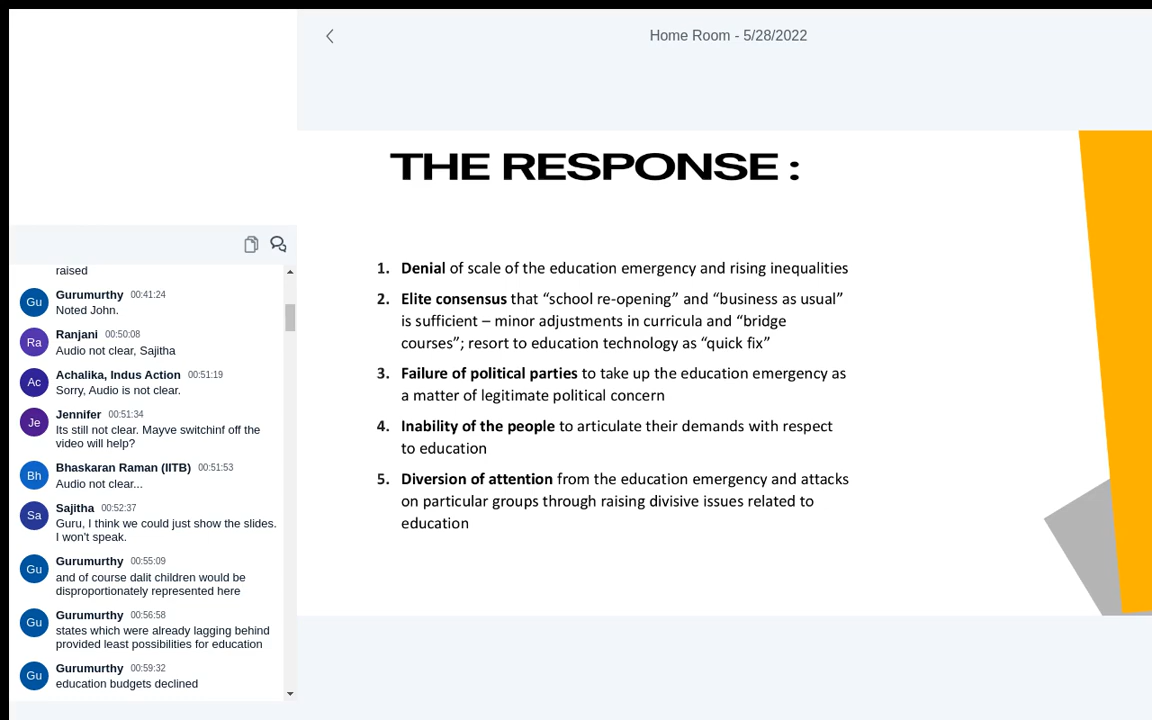 Home Room - 5/28/2022
raised
Gu
Gurumurthy 00:41:24
Noted John.
Ra
Ranjani 00:50:08
Audio not clear, Sajitha
Ac
Achalika, Indus Action 00:51:19
Sorry, Audio is not clear.
Je
Jennifer 00:51:34
Its still not clear. Mayve switchinf off the
video will help?
Bh
Bhaskaran Raman (IITB) 00:51:53
Audio not clear...
Sa
Sajitha 00:52:37
Guru, I think we could just show the slides.
I won't speak.
Gu
Gurumurthy 00:55:09
and of course dalit children would be
disproportionately represented here
Gu
Gurumurthy 00:56:58
states which were already lagging behind
provided least possibilities for education
Gu
Gurumurthy 00:59:32
education budgets declined
THE RESPONSE :
1. Denial of scale of the education emergency and rising inequalities
2. Elite consensus that “school re-opening” and “business as usual”
is sufficient – minor adjustments in curricula and “bridge
courses”; resort to education technology as “quick fix”
3. Failure of political parties to take up the education emergency as
a matter of legitimate political concern
4. Inability of the people to articulate their demands with respect
to education
5. Diversion of attention from the education emergency and attacks
on particular groups through raising divisive issues related to
education